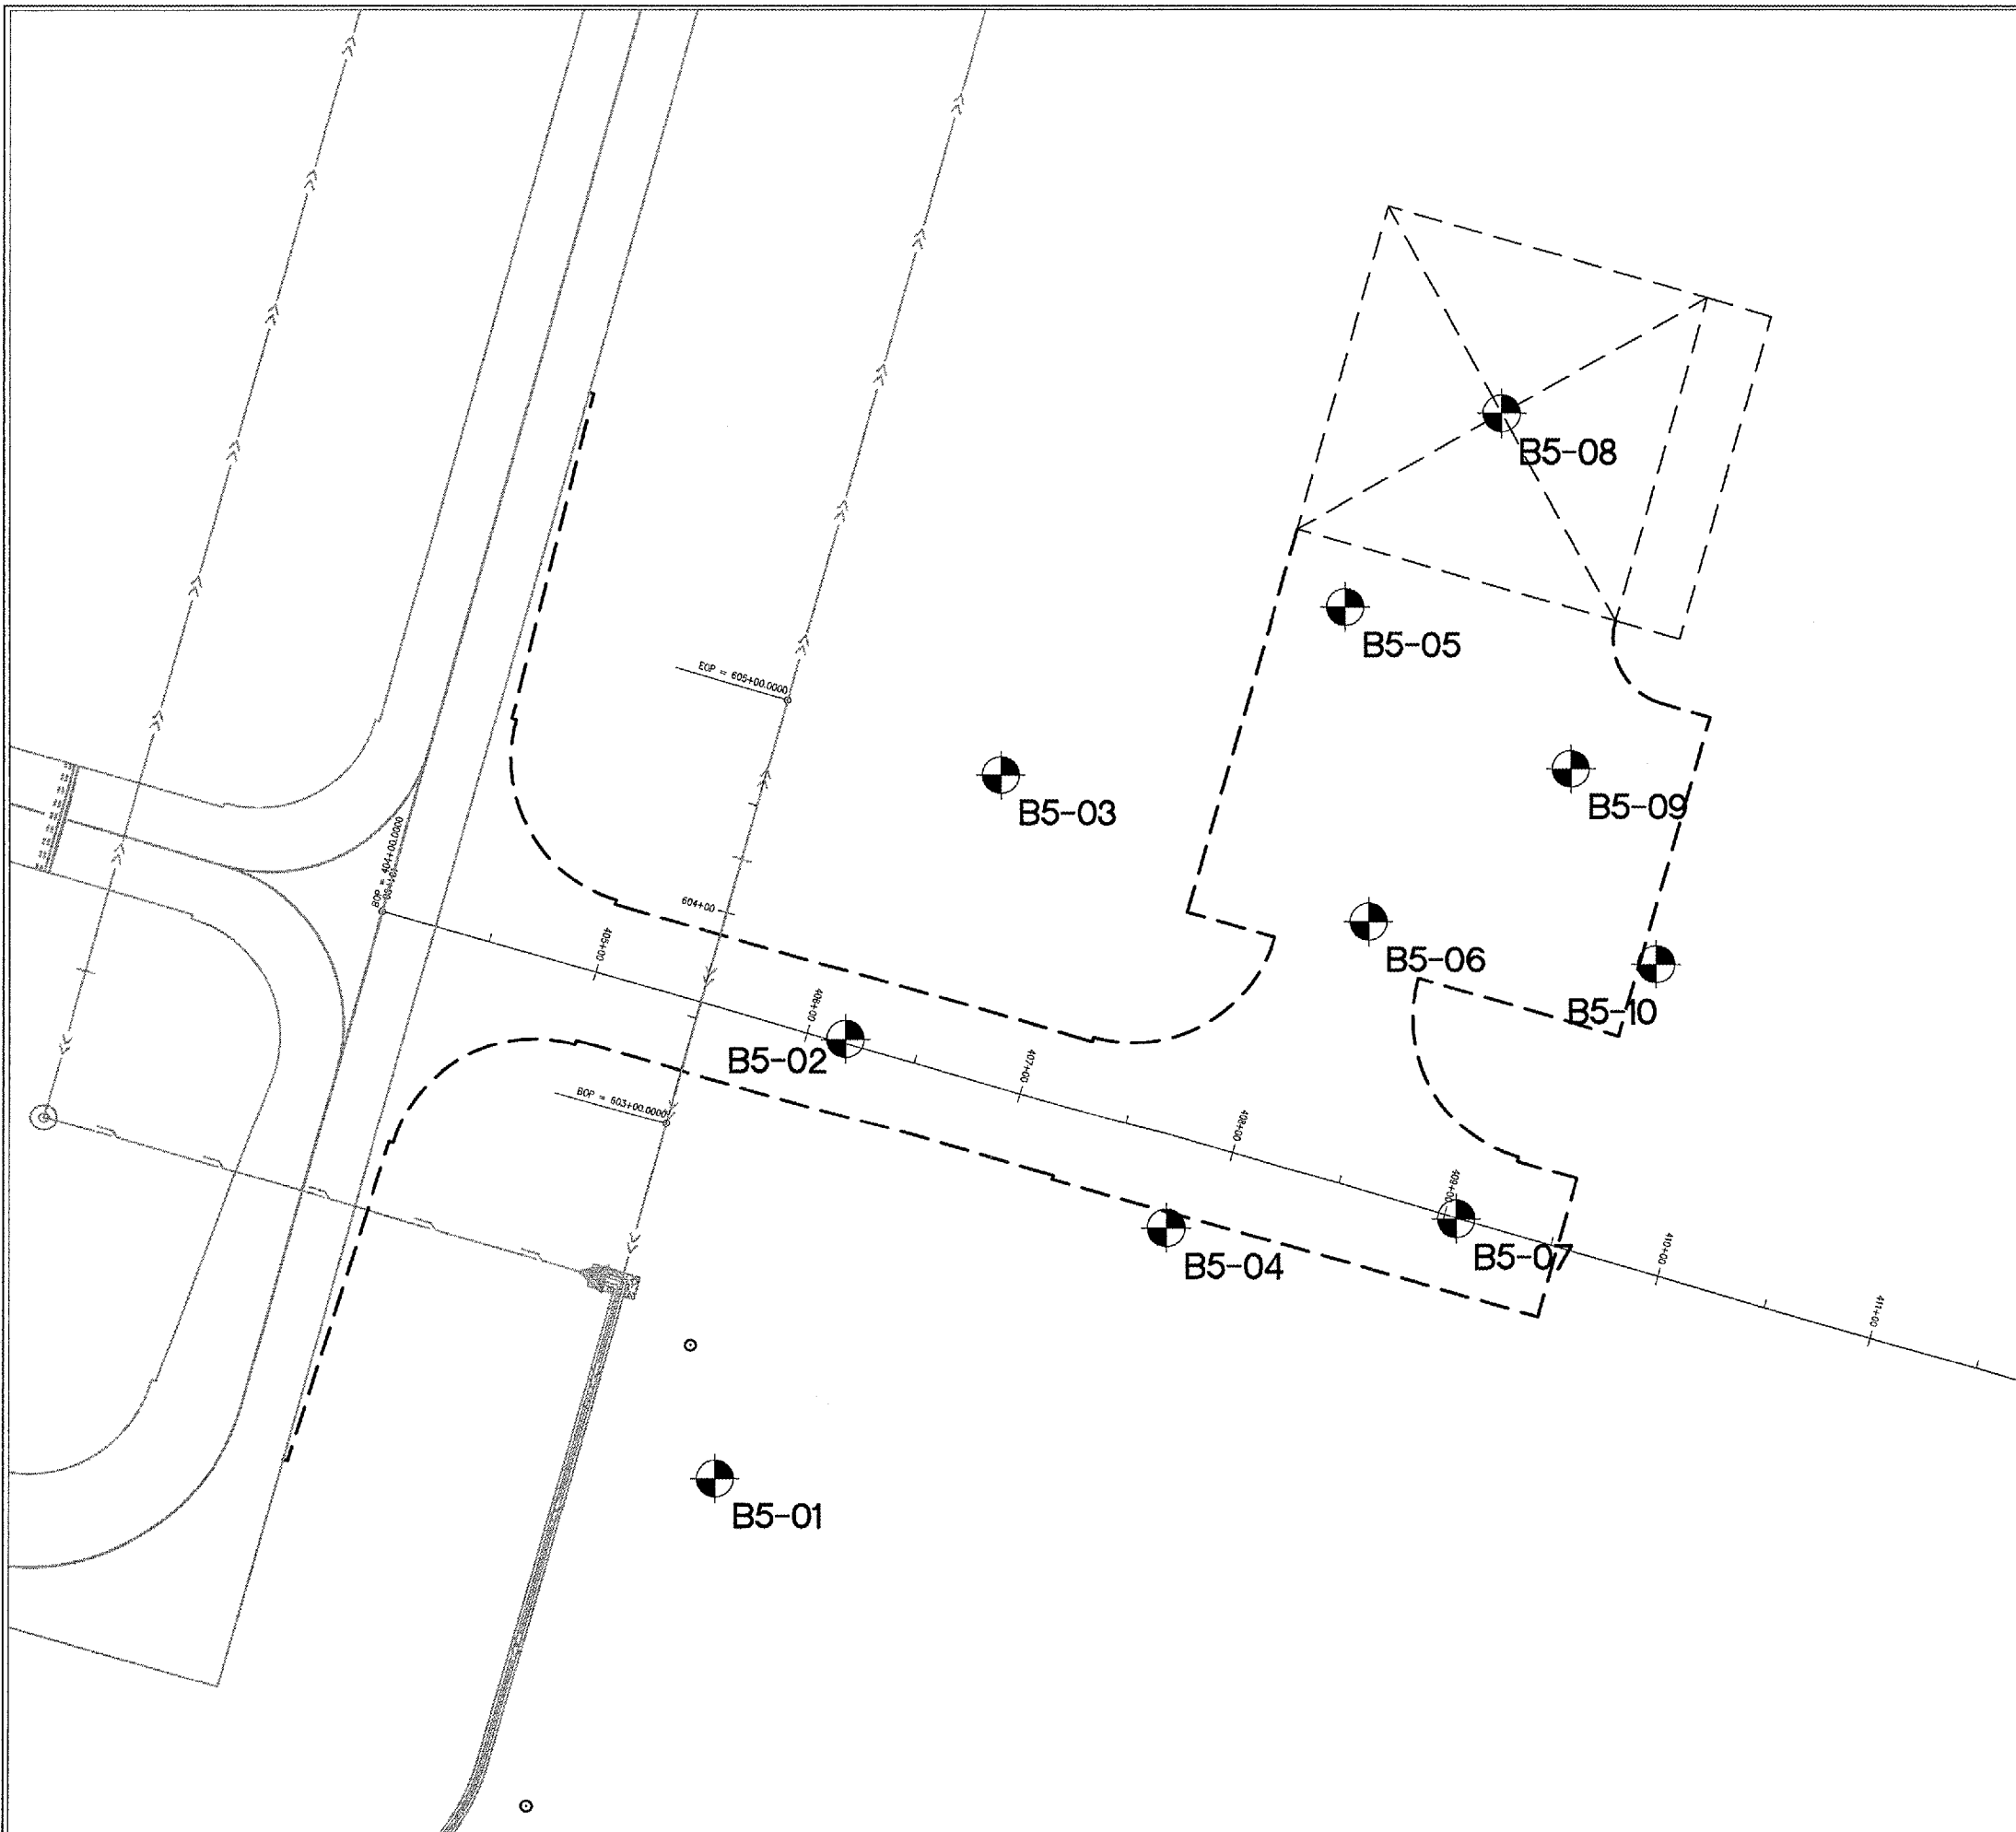 B5-08
B5-05
EOP = 605+00.0000
B5-03
B5-09
BOP = 404+00.0000
604+00
405+00
B5-06
406+00
B5-10
B5-02
407+00
BOP = 603+00.0000
408+00
409+00
B5-07
B5-04
410+00
411+00
B5-01